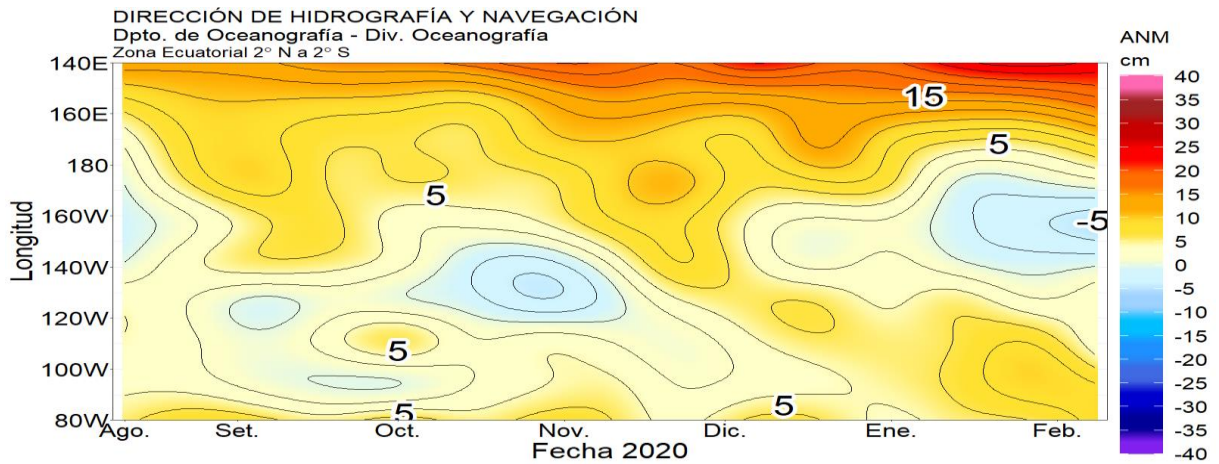 DIRECCIÓN DE HIDROGRAFÍA Y NAVEGACIÓN
Dpto. de Oceanografía - Div. Oceanografía
Zona Ecuatorial 2° N a 2° S
ANM
cm
140E
160E
180
160W
140W
120W
100W
80W
Longitud
15
5
5
-5
5
5
5
40
35
30
25
20
15
10
5
0
-5
-10
-15
-20
-25
-30
-35
-40
Ago. Set. Oct. Nov. Dic. Ene. Feb.
Fecha 2020